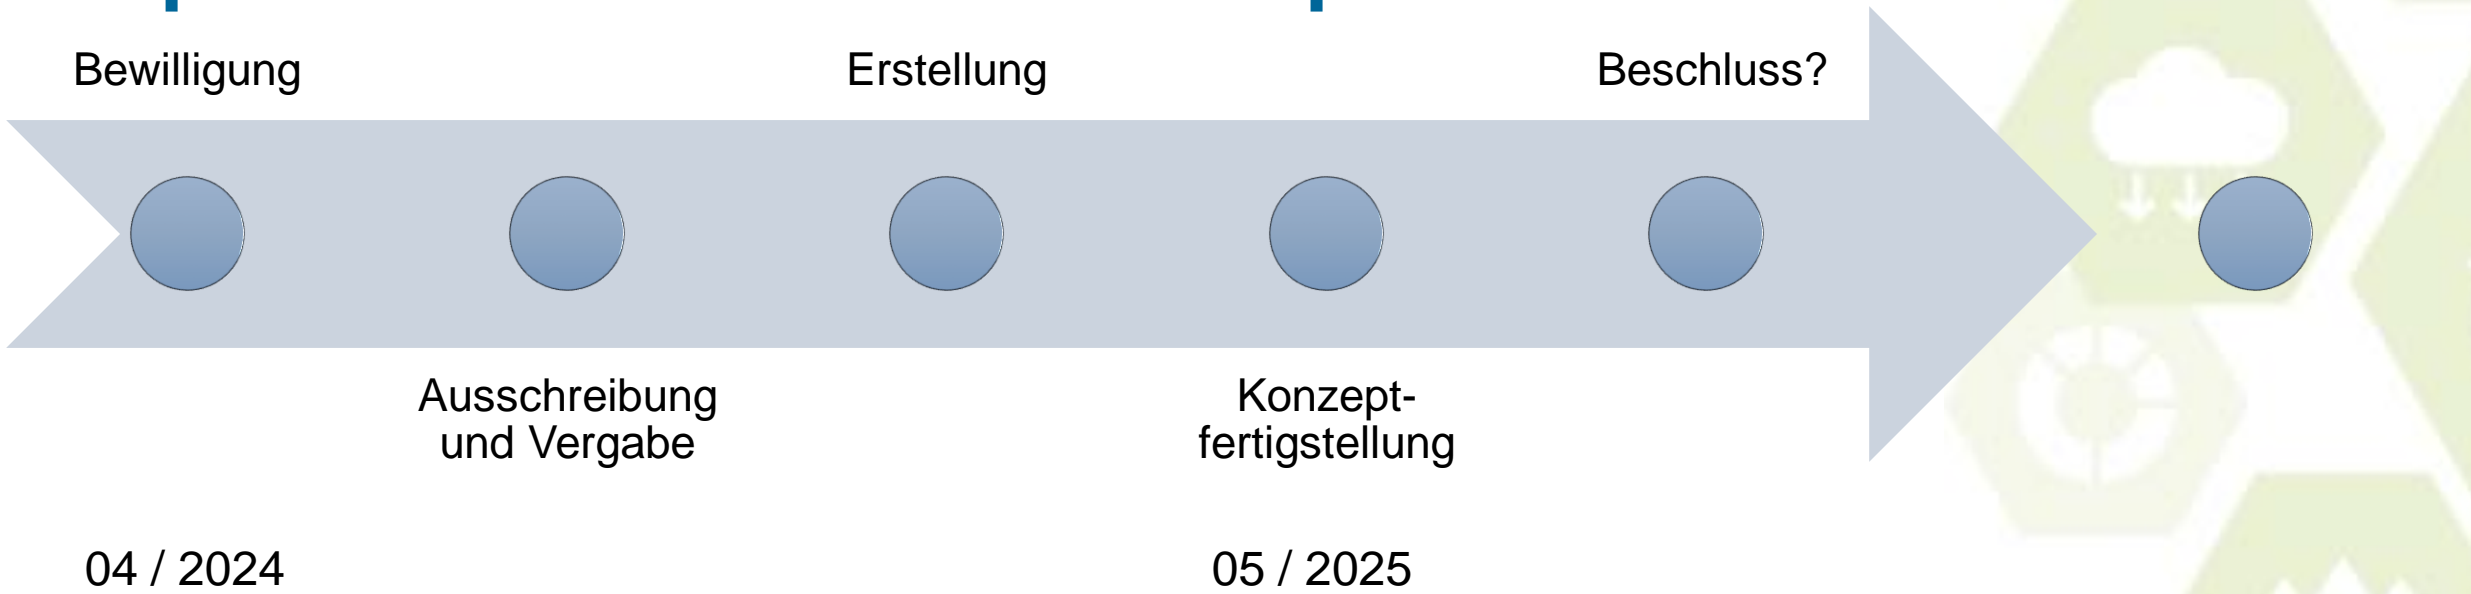 Bewilligung
Erstellung
Beschluss?
Ausschreibung
und Vergabe
Konzept-
fertigstellung
04 / 2024
05 / 2025